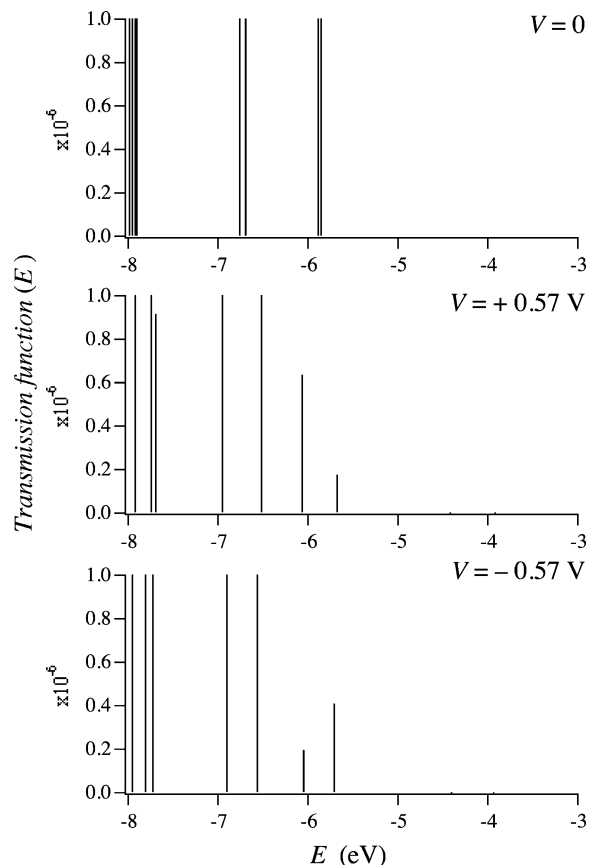 V = 0
1.0
0.8
0.6
0.4
0.2
0.0
x10⁻⁶
-8 -7 -6 -5 -4 -3
V = + 0.57 V
1.0
0.8
0.6
0.4
0.2
0.0
x10⁻⁶
-8 -7 -6 -5 -4 -3
Transmission function (E)
V = – 0.57 V
1.0
0.8
0.6
0.4
0.2
0.0
x10⁻⁶
-8 -7 -6 -5 -4 -3
E (eV)